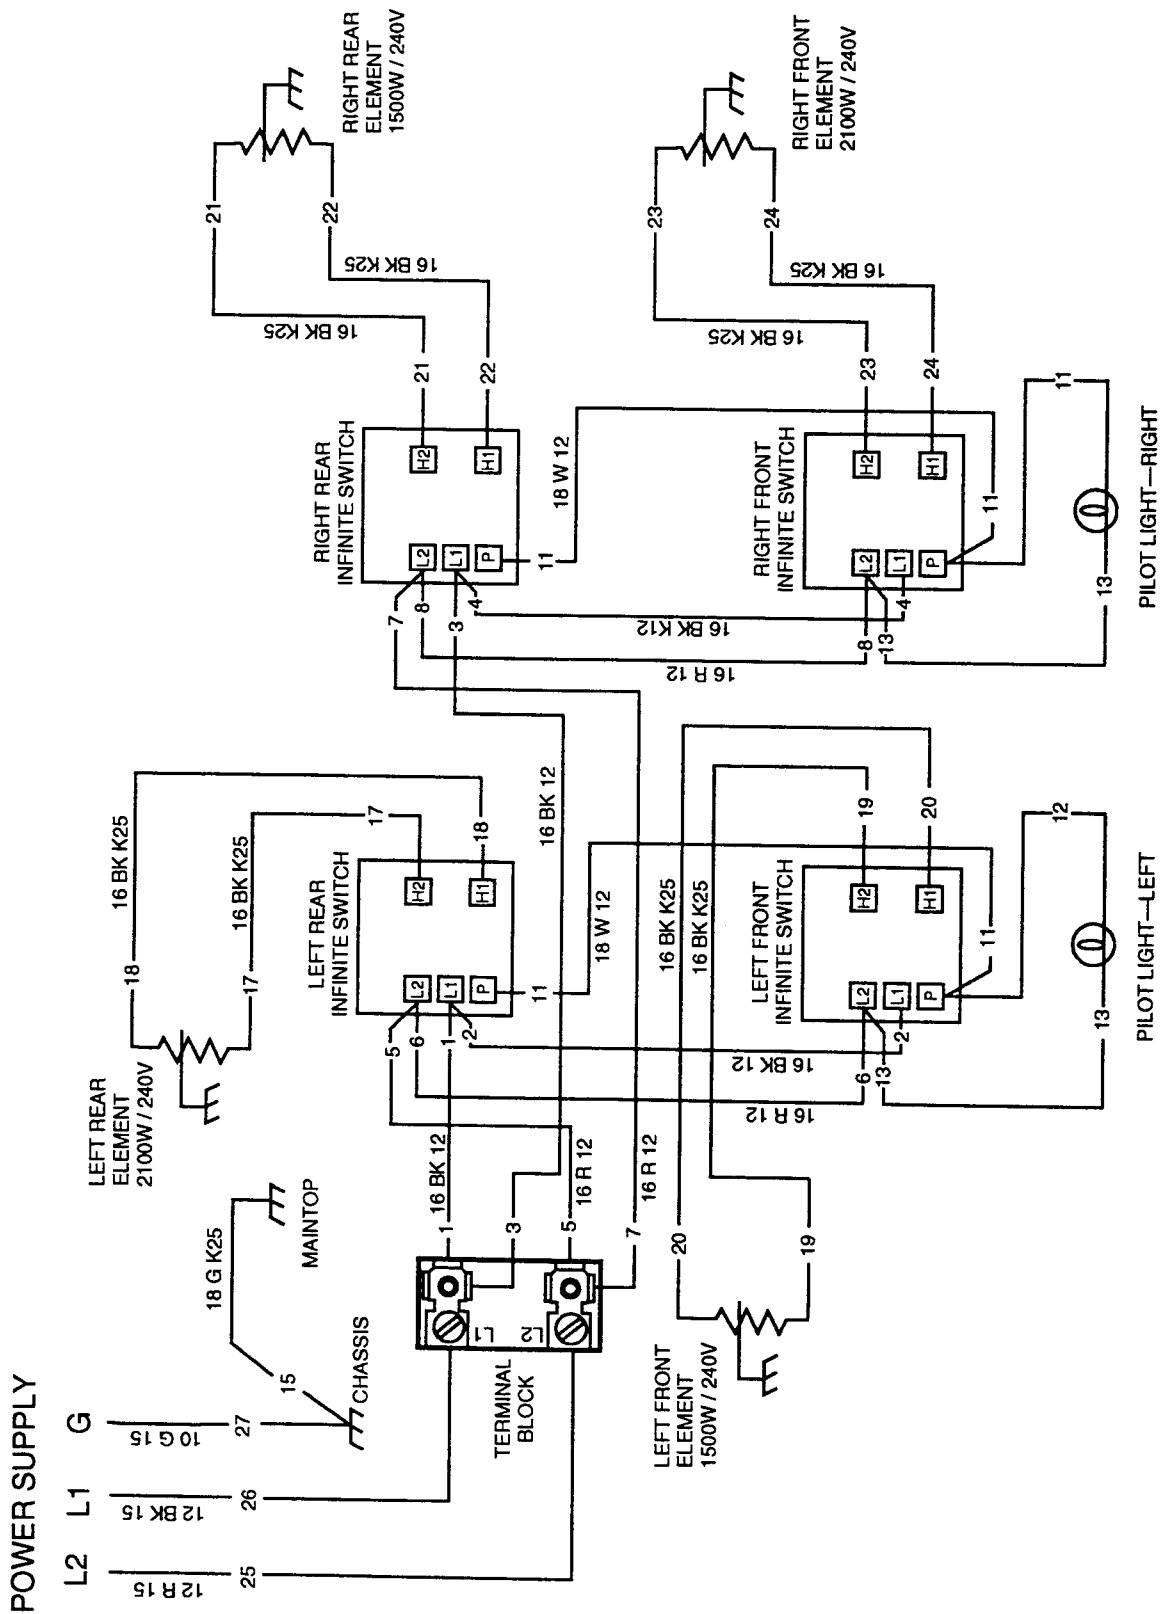 POWER SUPPLY
L2
L1
G
12 R 15
12 BK 15
10 G 15
25
26
27
15
CHASSIS
18 G K25
MAINTOP
TERMINAL
BLOCK
L1
L2
1
3
5
7
16 BK 12
16 R 12
16 R 12
16 BK 12
LEFT REAR
ELEMENT
2100W / 240V
18
17
16 BK K25
16 BK K25
17
18
LEFT REAR
INFINITE SWITCH
L2
L1
P
H2
H1
5
6
1
2
11
18 W 12
16 R 12
16 BK 12
LEFT FRONT
ELEMENT
1500W / 240V
20
19
16 BK K25
16 BK K25
19
20
LEFT FRONT
INFINITE SWITCH
L2
L1
P
H2
H1
6
13
2
11
12
13
PILOT LIGHT—LEFT
RIGHT REAR
INFINITE SWITCH
L2
L1
P
H2
H1
7
8
3
4
11
18 W 12
16 R 12
16 BK K12
21
22
16 BK K25
16 BK K25
21
22
RIGHT REAR
ELEMENT
1500W / 240V
RIGHT FRONT
INFINITE SWITCH
L2
L1
P
H2
H1
8
13
4
11
11
13
PILOT LIGHT—RIGHT
23
24
16 BK K25
16 BK K25
23
24
RIGHT FRONT
ELEMENT
2100W / 240V